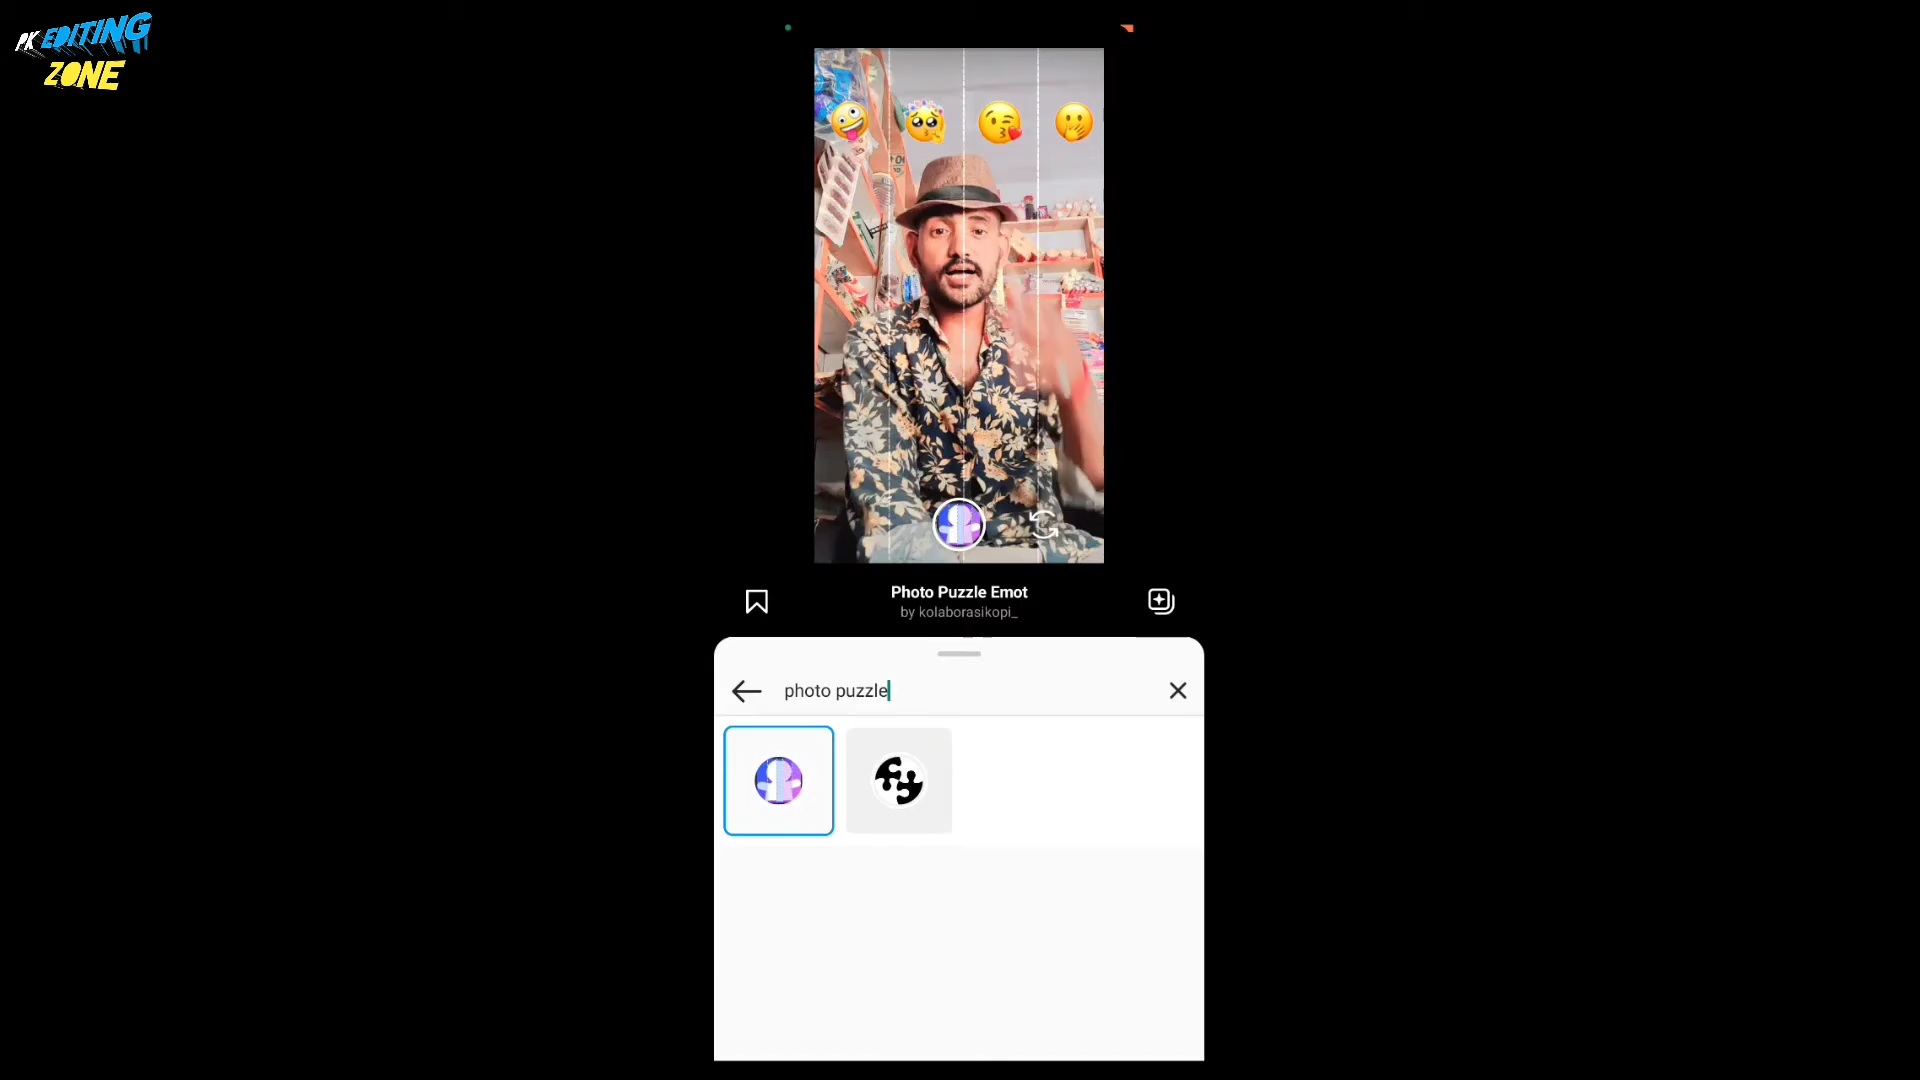 PK EDITING
ZONE
Photo Puzzle Emot
by kolaborasikopi_
photo puzzle